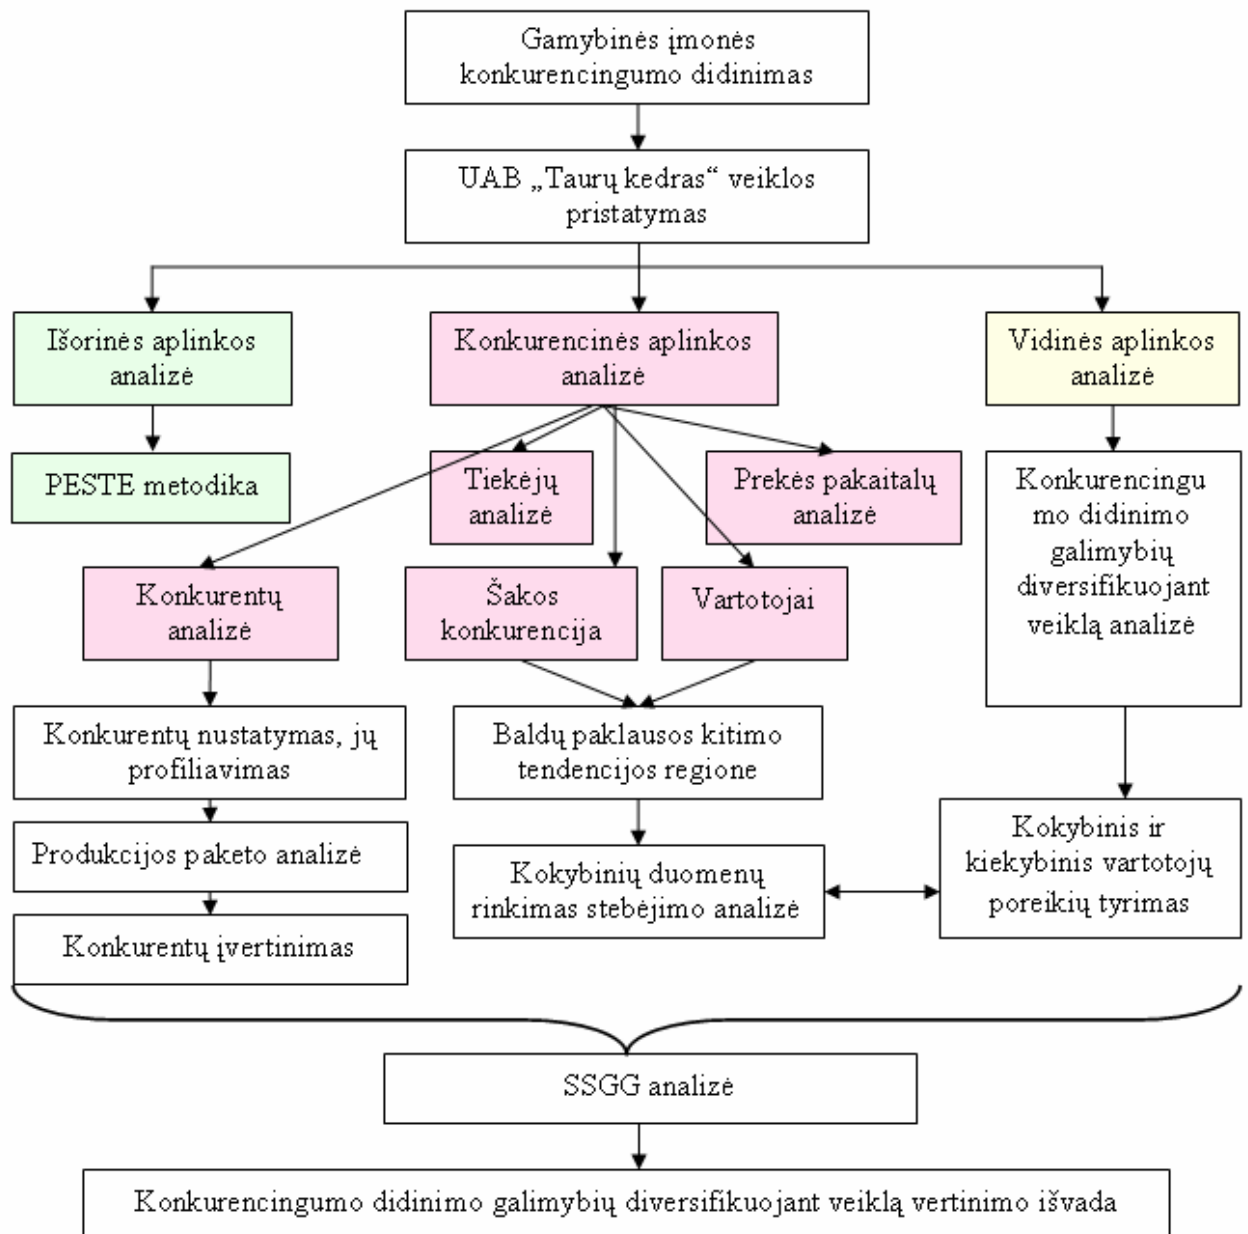 Gamybinės įmonės
konkurencingumo didinimas
UAB „Taurų kedras“ veiklos
pristatymas
Išorinės aplinkos
analizė
Konkurencinės aplinkos
analizė
Vidinės aplinkos
analizė
PESTE metodika
Tiekėjų
analizė
Prekės pakaitalų
analizė
Konkurencingu
mo didinimo
galimybių
diversifikuojant
veiklą analizė
Konkurentų
analizė
Šakos
konkurencija
Vartotojai
Konkurentų nustatymas, jų
profiliavimas
Baldų paklausos kitimo
tendencijos regione
Produkcijos paketo analizė
Kokybinių duomenų
rinkimas stebėjimo analizė
Kokybinis ir
kiekybinis vartotojų
poreikių tyrimas
Konkurentų įvertinimas
SSGG analizė
Konkurencingumo didinimo galimybių diversifikuojant veiklą vertinimo išvada